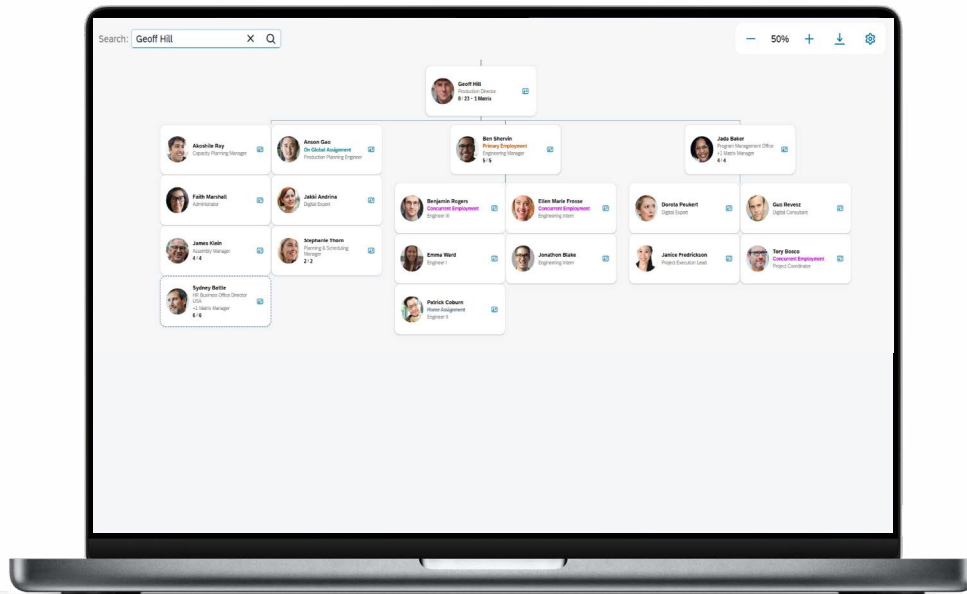 Search: Geoff Hill
50%
Geoff Hill
Production Director
8 / 23 - 1 Matrix
Akoshile Roy
Capacity Planning Manager
Anson Gao
On Global Assignment
Production Planning Engineer
Ben Shervin
Primary Employment
Engineering Manager
5 / 5
Jada Baker
Program Management Office
+1 Matrix Manager
4 / 4
Faith Marshall
Administrator
Jakki Andrina
Digital Expert
Benjamin Rogers
Concurrent Employment
Engineer III
Ellen Marie Frosse
Concurrent Employment
Engineering Intern
Dorota Peukert
Digital Expert
Gus Revesz
Digital Consultant
James Klein
Assembly Manager
4 / 4
Stephanie Thorn
Planning & Scheduling
Manager
2 / 2
Emma Ward
Engineer I
Jonathon Blake
Engineering Intern
Janice Fredrickson
Project Execution Lead
Tory Bosco
Concurrent Employment
Project Coordinator
Sydney Battle
HR Business Office Director
USA
+1 Matrix Manager
6 / 6
Patrick Coburn
Home Assignment
Engineer II